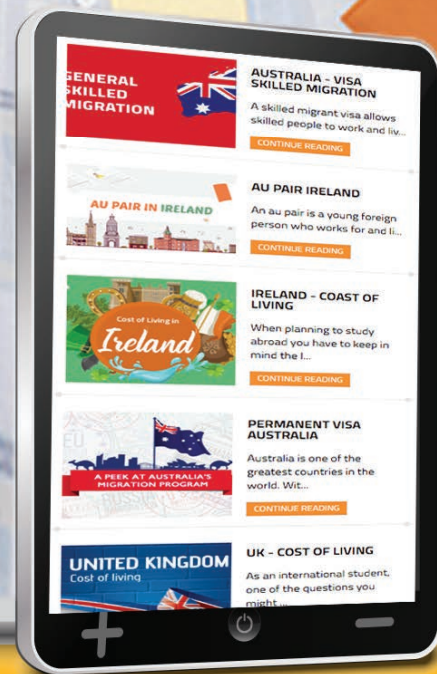 GENERAL
SKILLED
MIGRATION
AUSTRALIA - VISA
SKILLED MIGRATION
A skilled migrant visa allows
skilled people to work and liv...
CONTINUE READING
AU PAIR IN IRELAND
AU PAIR IRELAND
An au pair is a young foreign
person who works for and li...
CONTINUE READING
Cost of Living in
Ireland
IRELAND - COAST OF
LIVING
When planning to study
abroad you have to keep in
mind the l...
CONTINUE READING
EU
A PEEK AT AUSTRALIA'S
MIGRATION PROGRAM
PERMANENT VISA
AUSTRALIA
Australia is one of the
greatest countries in the
world. Wit...
CONTINUE READING
UNITED KINGDOM
Cost of living
UK - COST OF LIVING
As an international student,
one of the questions you
might ...